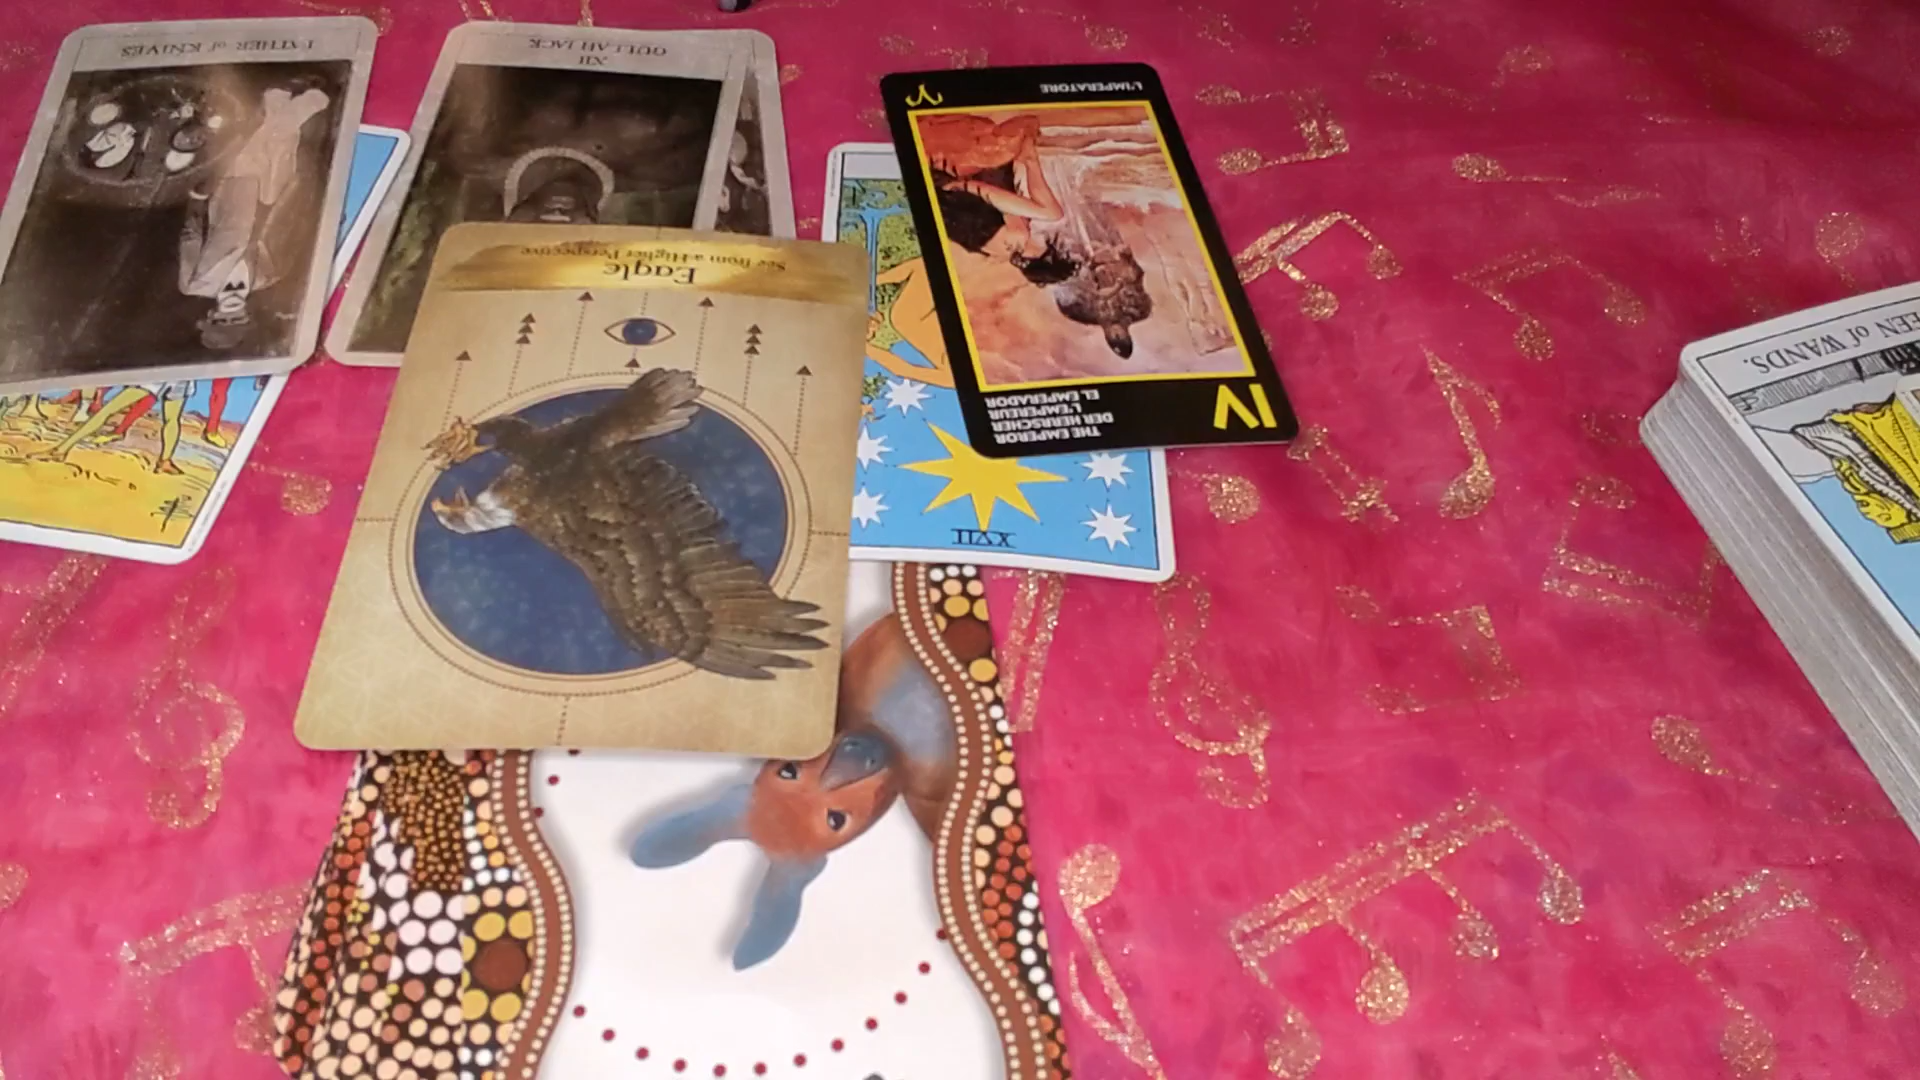 FATHER of KNIVES
XII
GULLAH JACK
Eagle
See from a Higher Perspective
L'IMPERATORE
IV
THE EMPEROR
DER HERRSCHER
L'EMPEREUR
EL EMPERADOR
XVII
of WANDS.